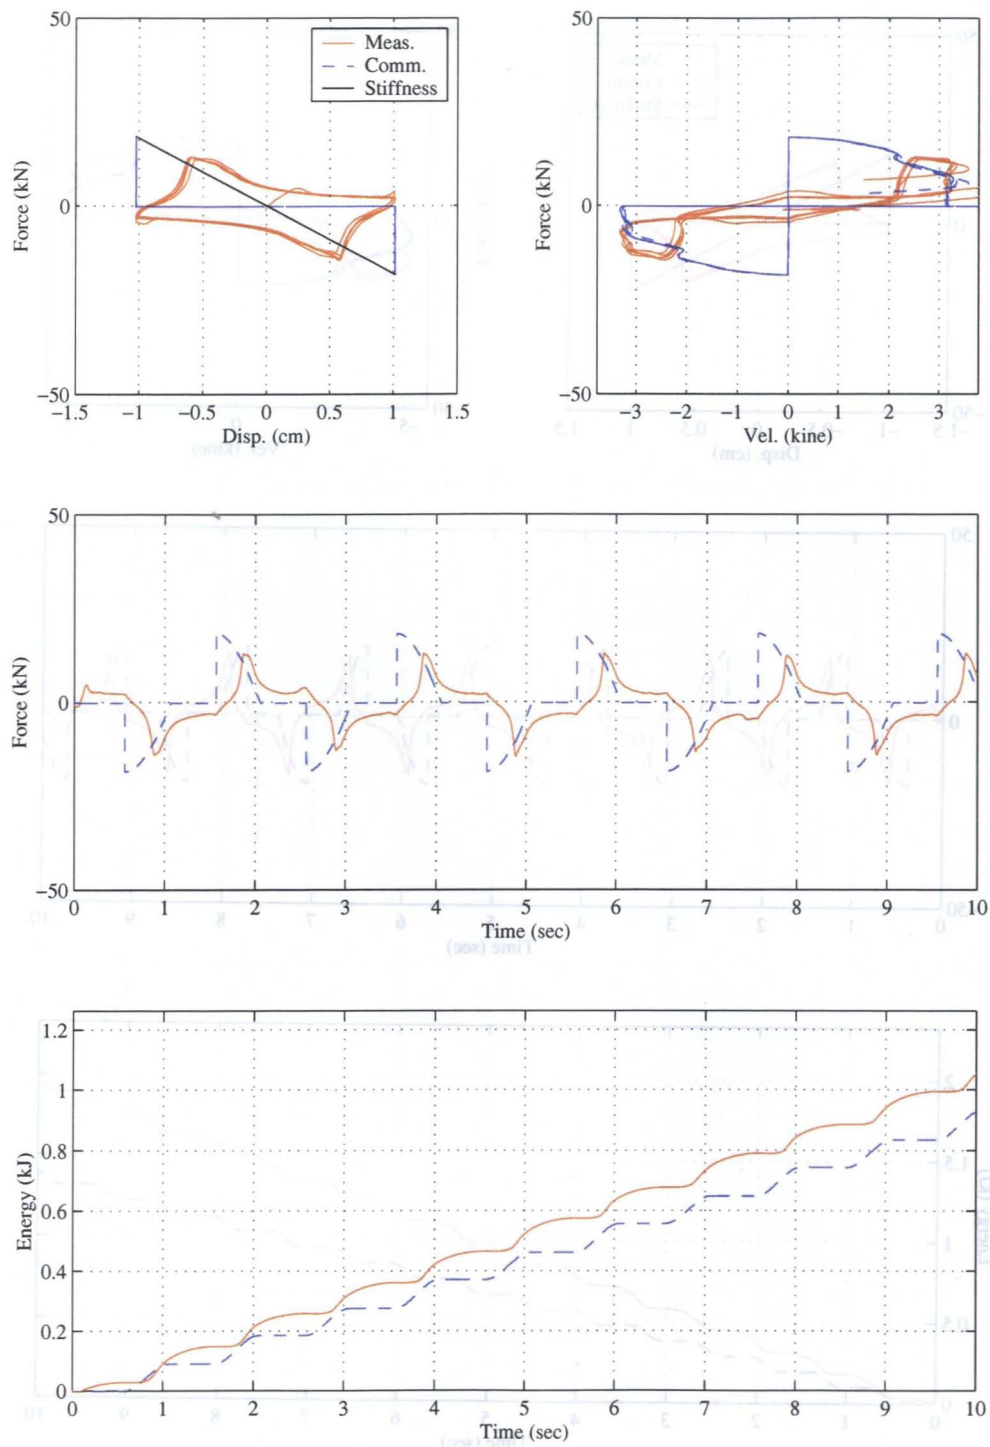 50
0
−50
Force (kN)
−1.5 −1 −0.5 0 0.5 1 1.5
Disp. (cm)
Meas.
Comm.
Stiffness
50
0
−50
Force (kN)
−3 −2 −1 0 1 2 3
Vel. (kine)
50
0
−50
Force (kN)
0 1 2 3 4 5 6 7 8 9 10
Time (sec)
1.2
1
0.8
0.6
0.4
0.2
0
Energy (kJ)
0 1 2 3 4 5 6 7 8 9 10
Time (sec)